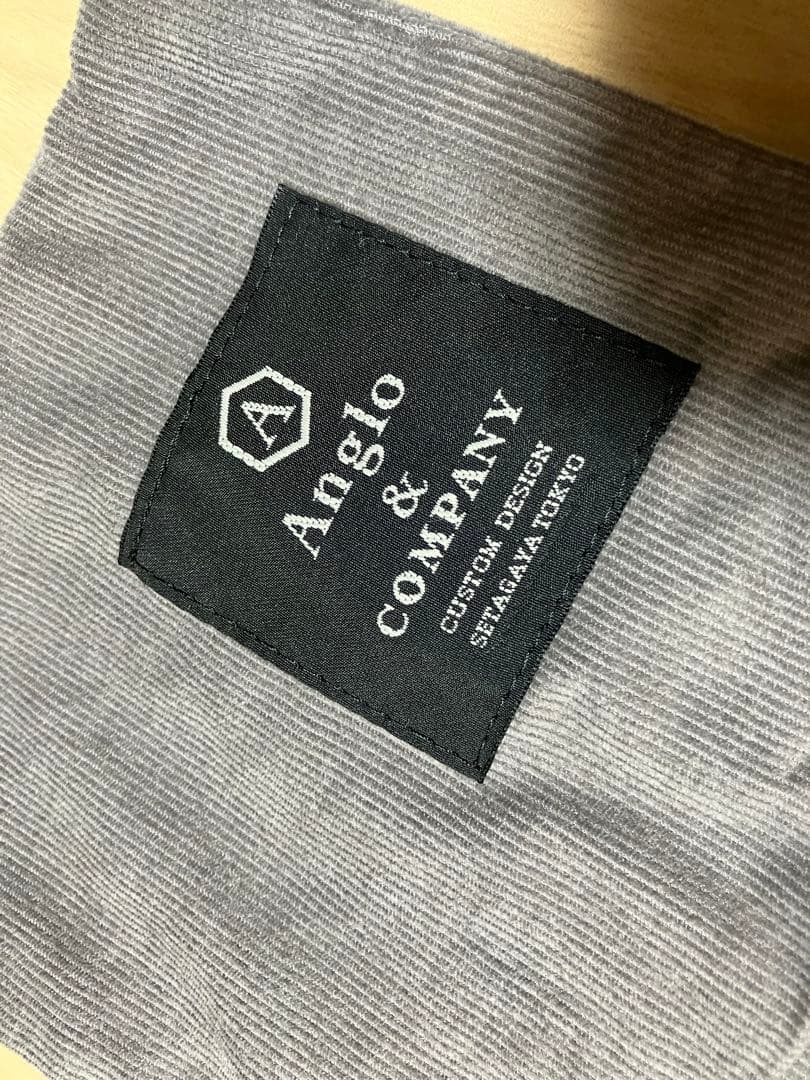 A
Anglo
&
COMPANY
CUSTOM DESIGN
SETAGAYA TOKYO